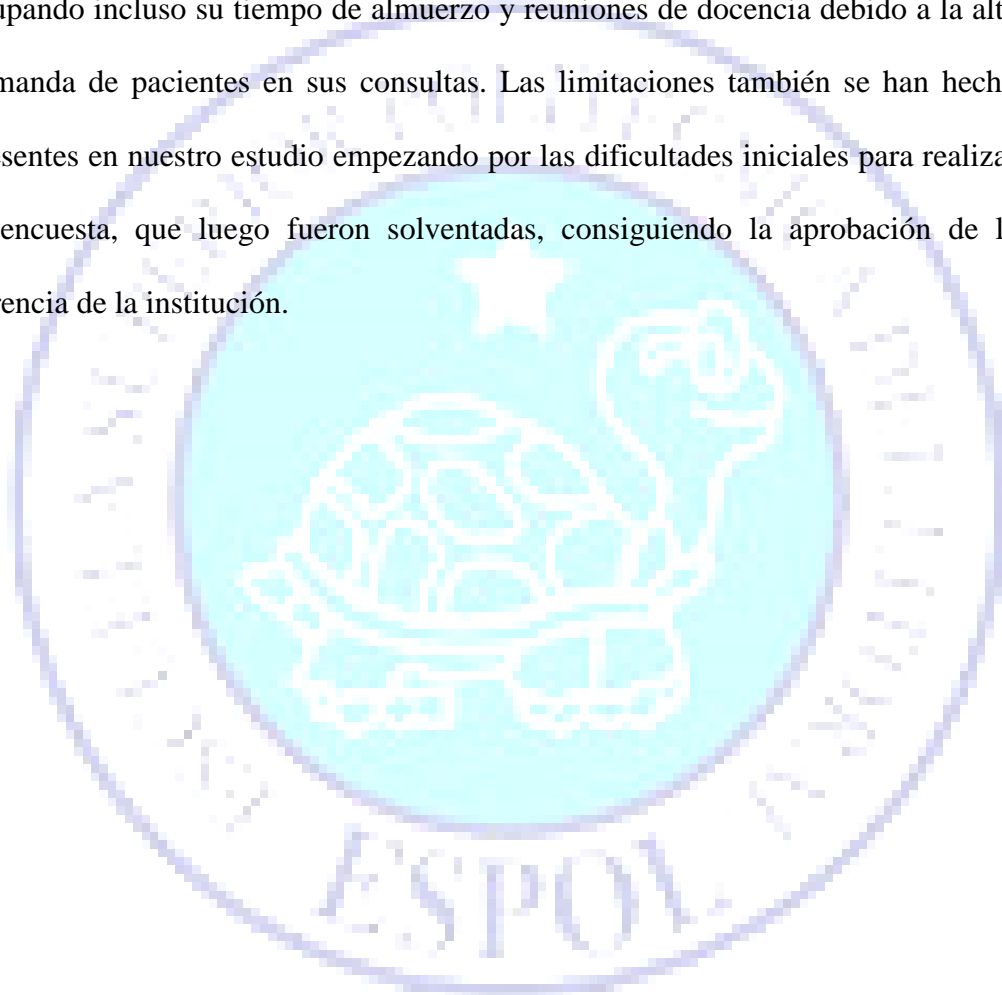 upando incluso su tiempo de almuerzo y reuniones de docencia debido a la alt
manda de pacientes en sus consultas. Las limitaciones también se han hech
sentes en nuestro estudio empezando por las dificultades iniciales para realiza
encuesta, que luego fueron solventadas, consiguiendo la aprobación de l
rencia de la institución.
ESPOL